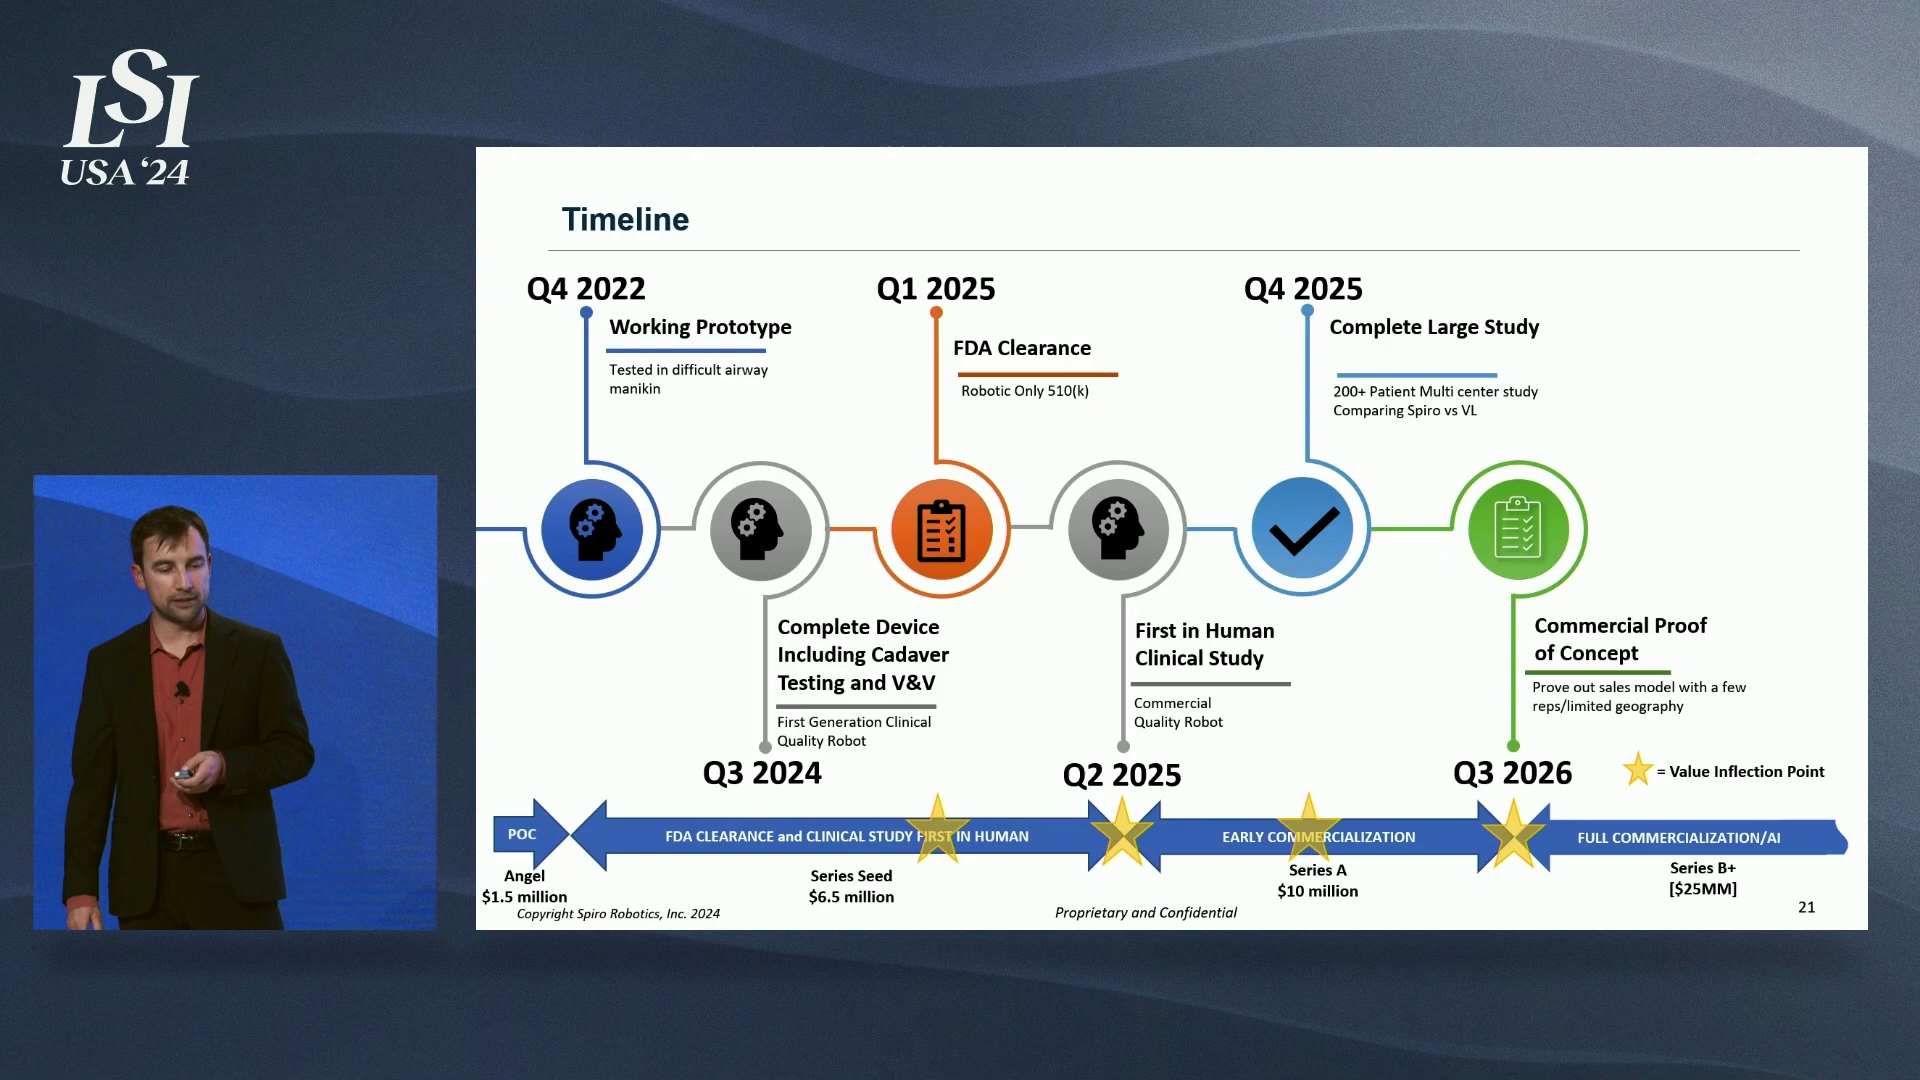 LSI
USA '24
Timeline
Q4 2022
Q1 2025
Q4 2025
Working Prototype
Tested in difficult airway
manikin
FDA Clearance
Robotic Only 510(k)
Complete Large Study
200+ Patient Multi center study
Comparing Spiro vs VL
Complete Device
Including Cadaver
Testing and V&V
First Generation Clinical
Quality Robot
Q3 2024
First in Human
Clinical Study
Commercial
Quality Robot
Q2 2025
Commercial Proof
of Concept
Prove out sales model with a few
reps/limited geography
Q3 2026
= Value Inflection Point
POC
FDA CLEARANCE and CLINICAL STUDY FIRST IN HUMAN
EARLY COMMERCIALIZATION
FULL COMMERCIALIZATION/AI
Angel
$1.5 million
Series Seed
$6.5 million
Series A
$10 million
Series B+
[$25MM]
Copyright Spiro Robotics, Inc. 2024
Proprietary and Confidential
21